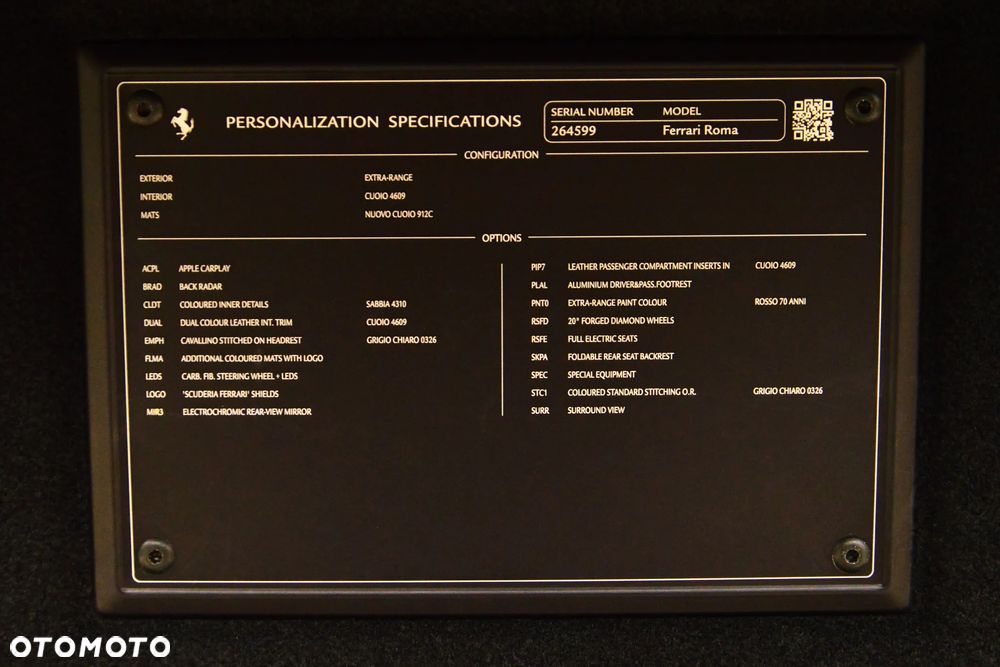 PERSONALIZATION SPECIFICATIONS
SERIAL NUMBER MODEL
264599 Ferrari Roma
CONFIGURATION
EXTERIOR EXTRA-RANGE
INTERIOR CUOIO 4609
MATS NUOVO CUOIO 912C
OPTIONS
ACPL APPLE CARPLAY
BRAD BACK RADAR
CLDT COLOURED INNER DETAILS SABBIA 4310
DUAL DUAL COLOUR LEATHER INT. TRIM CUOIO 4609
EMPH CAVALLINO STITCHED ON HEADREST GRIGIO CHIARO 0326
FLMA ADDITIONAL COLOURED MATS WITH LOGO
LEDS CARB. FIB. STEERING WHEEL + LEDS
LOGO 'SCUDERIA FERRARI' SHIELDS
MIR3 ELECTROCHROMIC REAR-VIEW MIRROR
PIP7 LEATHER PASSENGER COMPARTMENT INSERTS IN CUOIO 4609
PLAL ALUMINIUM DRIVER&PASS.FOOTREST
PNT0 EXTRA-RANGE PAINT COLOUR ROSSO 70 ANNI
RSFD 20" FORGED DIAMOND WHEELS
RSFE FULL ELECTRIC SEATS
SKPA FOLDABLE REAR SEAT BACKREST
SPEC SPECIAL EQUIPMENT
STC1 COLOURED STANDARD STITCHING O.R. GRIGIO CHIARO 0326
SURR SURROUND VIEW
OTOMOTO